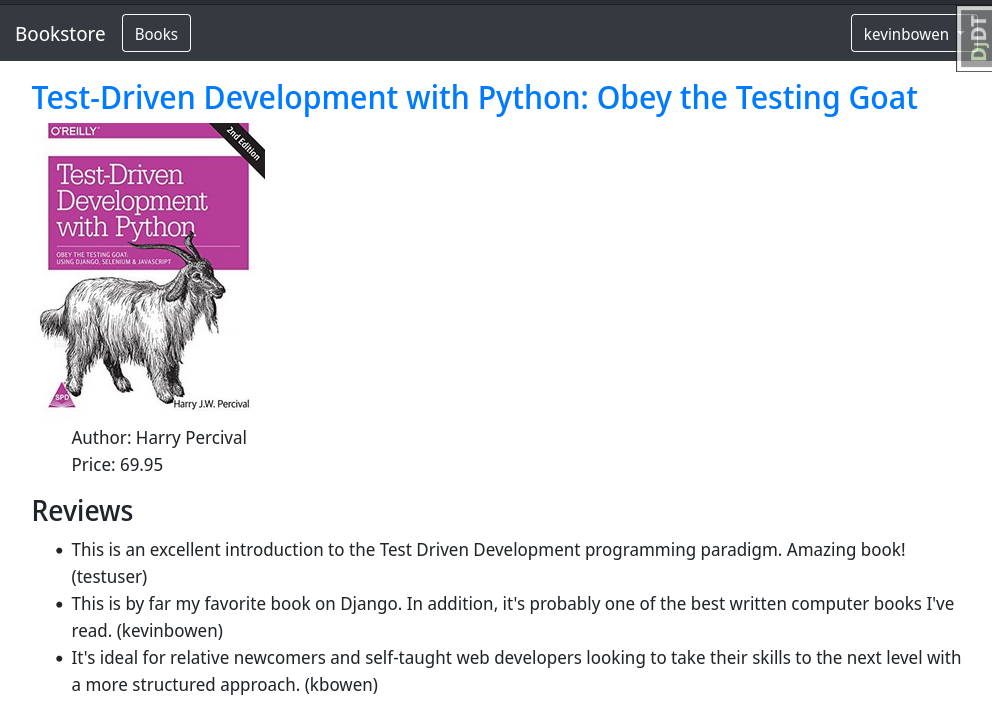 Bookstore Books kevinbowen
DjDT
Test-Driven Development with Python: Obey the Testing Goat
O'REILLY®
2nd Edition
Test-Driven
Development
with Python
OBEY THE TESTING GOAT:
USING DJANGO, SELENIUM & JAVASCRIPT
SPD
Harry J.W. Percival
Author: Harry Percival
Price: 69.95
Reviews
• This is an excellent introduction to the Test Driven Development programming paradigm. Amazing book!
(testuser)
• This is by far my favorite book on Django. In addition, it's probably one of the best written computer books I've
read. (kevinbowen)
• It's ideal for relative newcomers and self-taught web developers looking to take their skills to the next level with
a more structured approach. (kbowen)